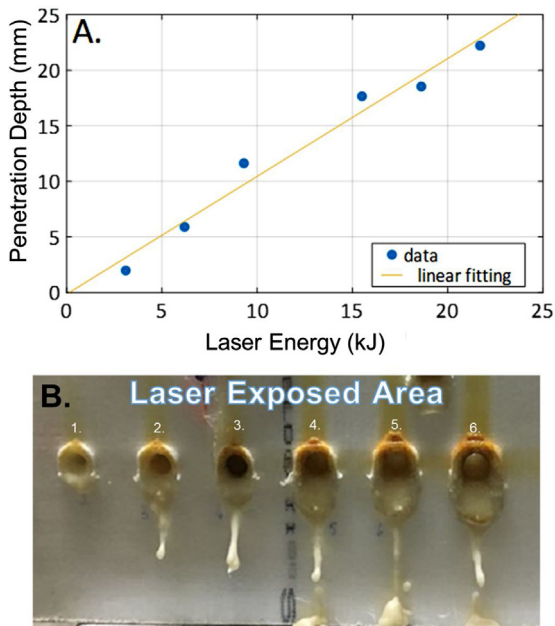 A.
Penetration Depth (mm)
25
20
15
10
5
0
0 5 10 15 20 25
data
linear fitting
Laser Energy (kJ)
B.
Laser Exposed Area
1. 2. 3. 4. 5. 6.